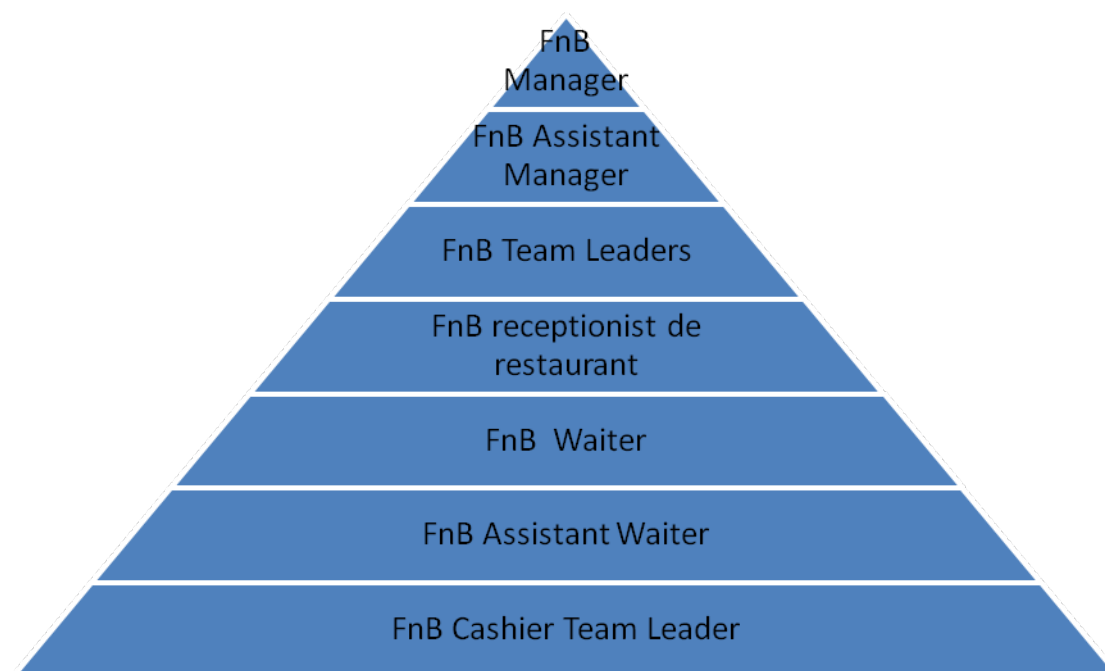 FnB
Manager
FnB Assistant
Manager
FnB Team Leaders
FnB receptionist de
restaurant
FnB Waiter
FnB Assistant Waiter
FnB Cashier Team Leader